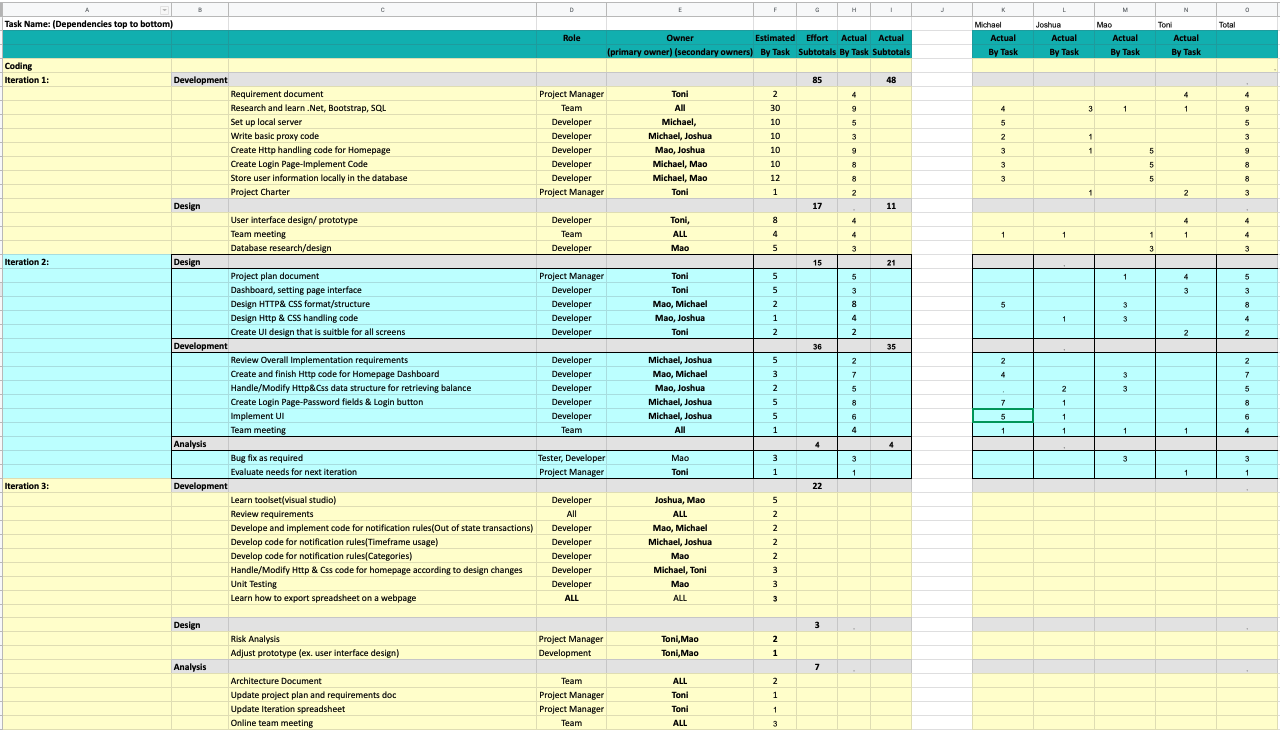 A B C D E F G H I J K L M N O
Task Name: (Dependencies top to bottom) Michael Joshua Mao Toni Total
Role Owner Estimated Effort Actual Actual Actual Actual Actual Actual
(primary owner) (secondary owners) By Task Subtotals By Task Subtotals By Task By Task By Task By Task
Coding
Iteration 1: Development 85 48
Requirement document Project Manager Toni 2 4 4 4
Research and learn .Net, Bootstrap, SQL Team All 30 9 4 3 1 1 9
Set up local server Developer Michael, 10 5 5 5
Write basic proxy code Developer Michael, Joshua 10 3 2 1 3
Create Http handling code for Homepage Developer Mao, Joshua 10 9 3 1 5 9
Create Login Page-Implement Code Developer Michael, Mao 10 8 3 5 8
Store user information locally in the database Developer Michael, Mao 12 8 3 5 8
Project Charter Project Manager Toni 1 2 1 2 3
Design 17 11
User interface design/ prototype Developer Toni, 8 4 4 4
Team meeting Team ALL 4 4 1 1 1 1 4
Database research/design Developer Mao 5 3 3 3
Iteration 2: Design 15 21
Project plan document Project Manager Toni 5 5 1 4 5
Dashboard, setting page interface Developer Toni 5 3 3 3
Design HTTP& CSS format/structure Developer Mao, Michael 2 8 5 3 8
Design Http & CSS handling code Developer Mao, Joshua 1 4 1 3 4
Create UI design that is suitble for all screens Developer Toni 2 2 2 2
Development 36 35
Review Overall Implementation requirements Developer Michael, Joshua 5 2 2 2
Create and finish Http code for Homepage Dashboard Developer Mao, Michael 3 7 4 3 7
Handle/Modify Http&Css data structure for retrieving balance Developer Mao, Joshua 2 5 . 2 3 5
Create Login Page-Password fields & Login button Developer Michael, Joshua 5 8 7 1 8
Implement UI Developer Michael, Joshua 5 6 5 1 6
Team meeting Team All 1 4 1 1 1 1 4
Analysis 4 4
Bug fix as required Tester, Developer Mao 3 3 3 3
Evaluate needs for next iteration Project Manager Toni 1 1 1 1
Iteration 3: Development 22
Learn toolset(visual studio) Developer Joshua, Mao 5
Review requirements All ALL 2
Develope and implement code for notification rules(Out of state transactions) Developer Mao, Michael 2
Develop code for notification rules(Timeframe usage) Developer Michael, Joshua 2
Develop code for notification rules(Categories) Developer Mao 2
Handle/Modify Http & Css code for homepage according to design changes Developer Michael, Toni 3
Unit Testing Developer Mao 3
Learn how to export spreadsheet on a webpage ALL ALL 3
Design 3
Risk Analysis Project Manager Toni,Mao 2
Adjust prototype (ex. user interface design) Development Toni,Mao 1
Analysis 7
Architecture Document Team ALL 2
Update project plan and requirements doc Project Manager Toni 1
Update Iteration spreadsheet Project Manager Toni 1
Online team meeting Team ALL 3